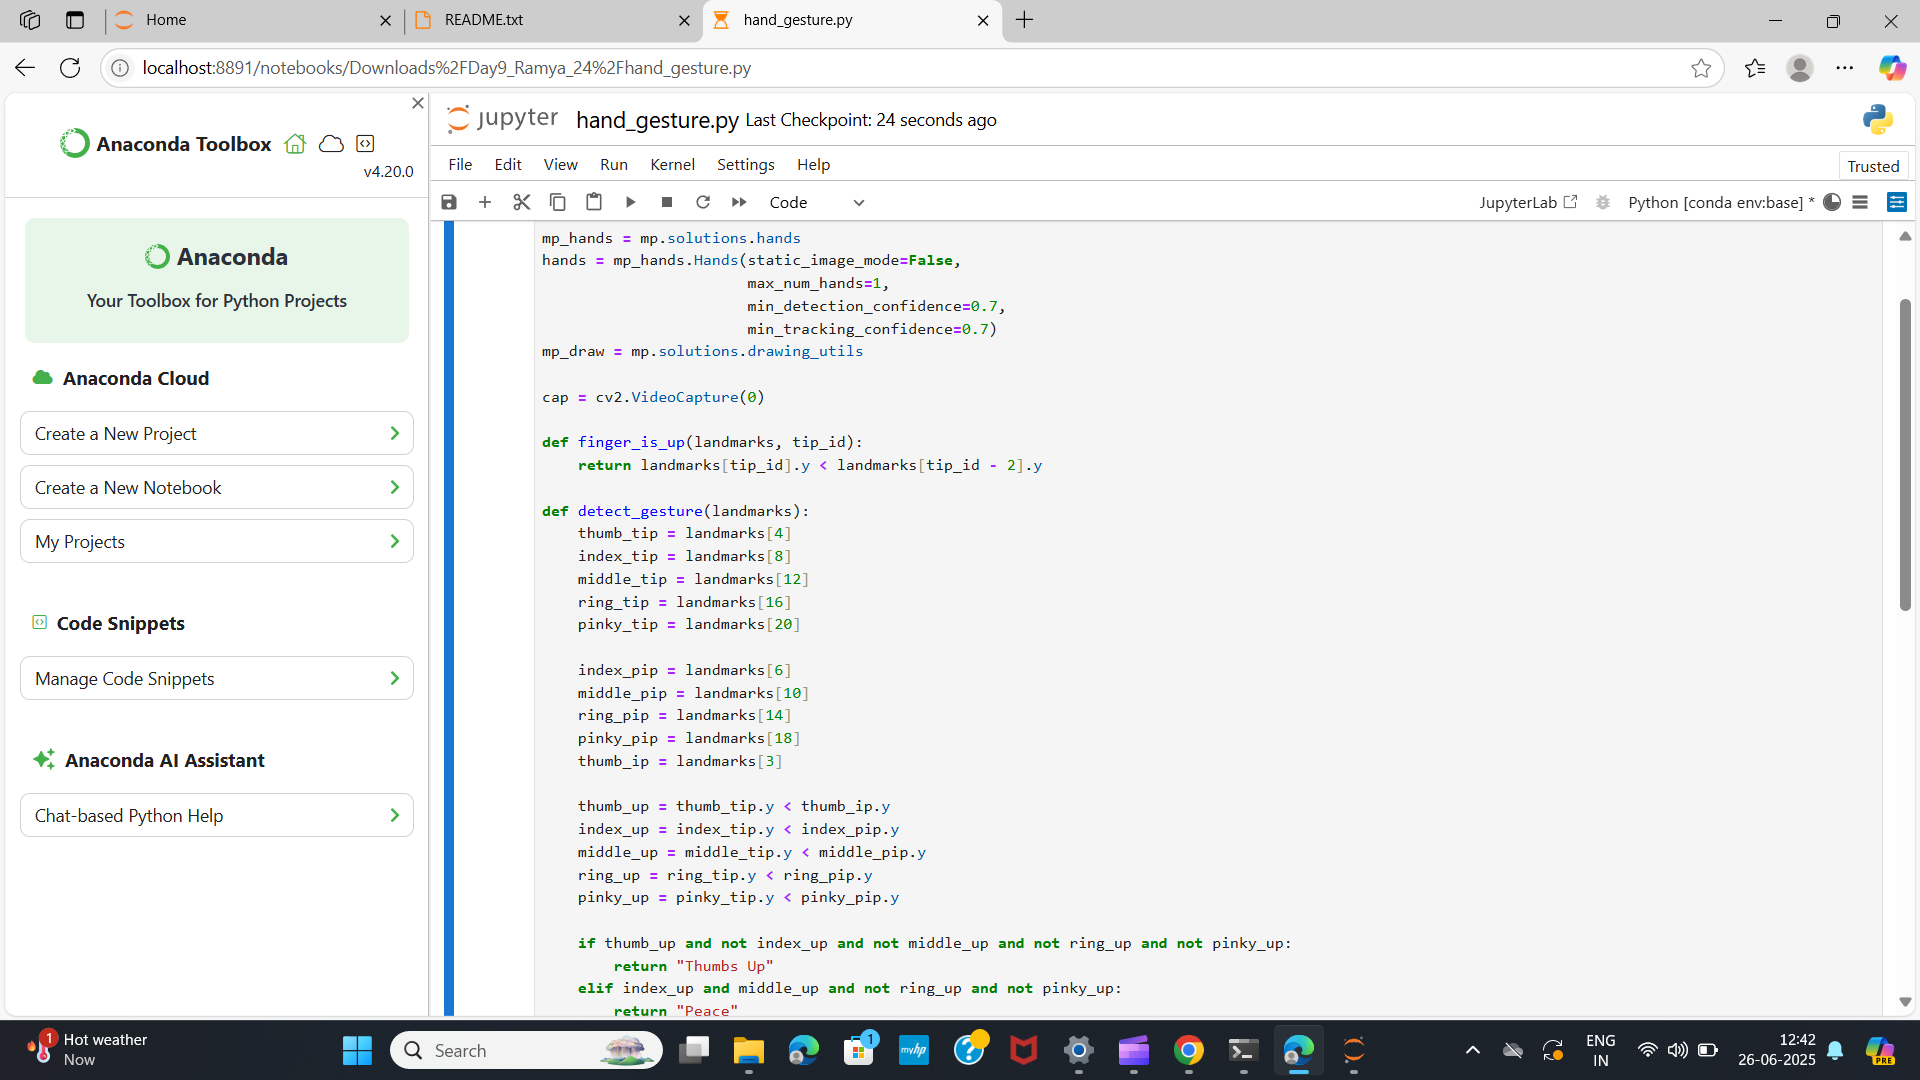 Home
README.txt
hand_gesture.py
localhost:8891/notebooks/Downloads%2FDay9_Ramya_24%2Fhand_gesture.py
Anaconda Toolbox
v4.20.0
Anaconda
Your Toolbox for Python Projects
Anaconda Cloud
Create a New Project
Create a New Notebook
My Projects
Code Snippets
Manage Code Snippets
Anaconda AI Assistant
Chat-based Python Help
jupyter hand_gesture.py Last Checkpoint: 24 seconds ago
File Edit View Run Kernel Settings Help
Trusted
Code
JupyterLab
Python [conda env:base] *
mp_hands = mp.solutions.hands
hands = mp_hands.Hands(static_image_mode=False,
                       max_num_hands=1,
                       min_detection_confidence=0.7,
                       min_tracking_confidence=0.7)
mp_draw = mp.solutions.drawing_utils
cap = cv2.VideoCapture(0)
def finger_is_up(landmarks, tip_id):
    return landmarks[tip_id].y < landmarks[tip_id - 2].y
def detect_gesture(landmarks):
    thumb_tip = landmarks[4]
    index_tip = landmarks[8]
    middle_tip = landmarks[12]
    ring_tip = landmarks[16]
    pinky_tip = landmarks[20]
    index_pip = landmarks[6]
    middle_pip = landmarks[10]
    ring_pip = landmarks[14]
    pinky_pip = landmarks[18]
    thumb_ip = landmarks[3]
    thumb_up = thumb_tip.y < thumb_ip.y
    index_up = index_tip.y < index_pip.y
    middle_up = middle_tip.y < middle_pip.y
    ring_up = ring_tip.y < ring_pip.y
    pinky_up = pinky_tip.y < pinky_pip.y
    if thumb_up and not index_up and not middle_up and not ring_up and not pinky_up:
        return "Thumbs Up"
    elif index_up and middle_up and not ring_up and not pinky_up:
        return "Peace"
1
Hot weather
Now
Search
1
myhp
ENG
IN
12:42
26-06-2025
PRE